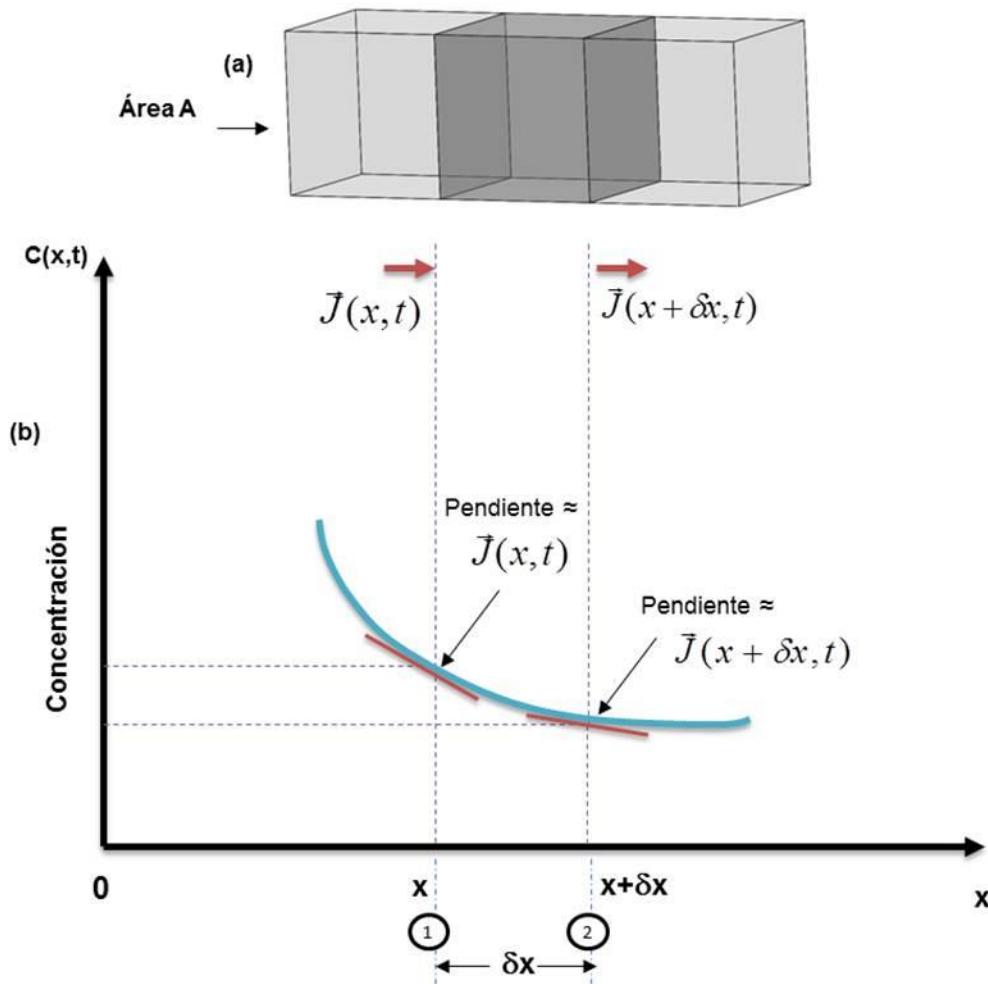 (a)
Área A
C(x,t)
J⃗(x,t)
J⃗(x + δx,t)
(b)
Concentración
Pendiente ≈
J⃗(x,t)
Pendiente ≈
J⃗(x + δx,t)
0
x
x+δx
x
1
2
δx